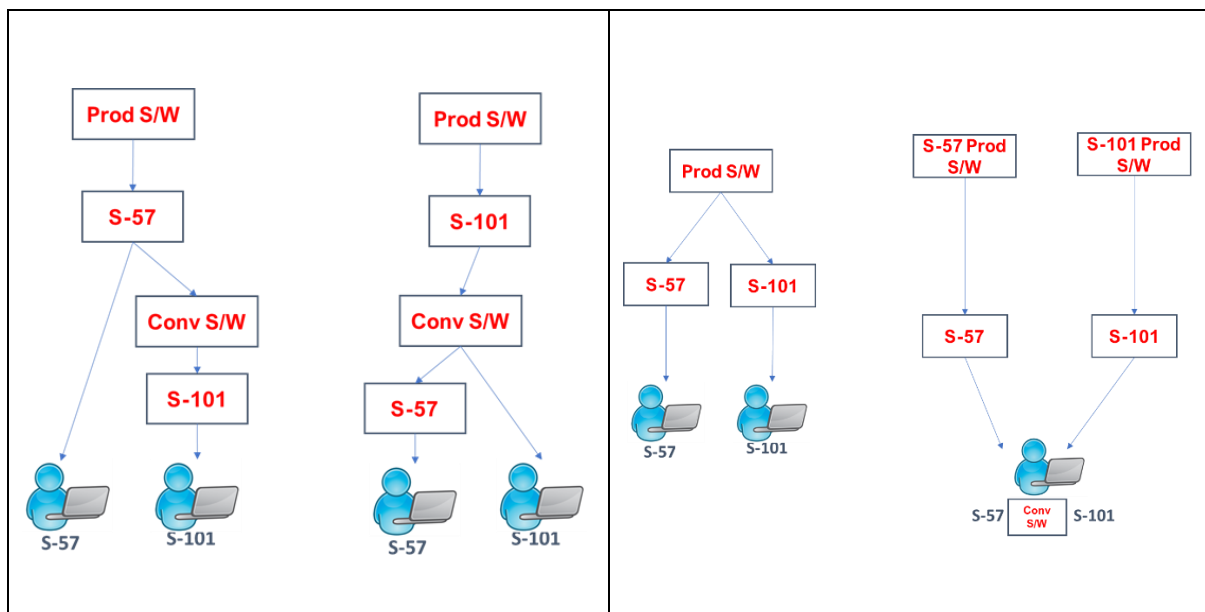 Prod S/W
S-57
Conv S/W
S-101
S-57
S-101
Prod S/W
S-101
Conv S/W
S-57
S-57
S-101
Prod S/W
S-57
S-101
S-57
S-101
S-57 Prod
S/W
S-101 Prod
S/W
S-57
S-101
S-57
Conv
S/W
S-101